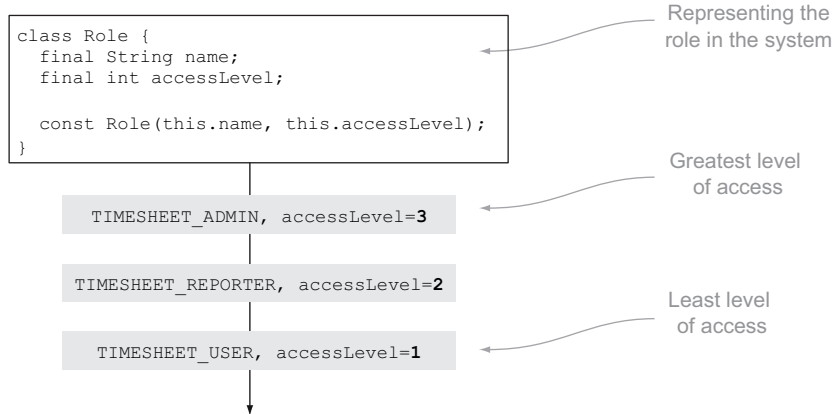 class Role {
  final String name;
  final int accessLevel;

  const Role(this.name, this.accessLevel);
}
Representing the
role in the system
Greatest level
of access
TIMESHEET_ADMIN, accessLevel=3
TIMESHEET_REPORTER, accessLevel=2
Least level
of access
TIMESHEET_USER, accessLevel=1